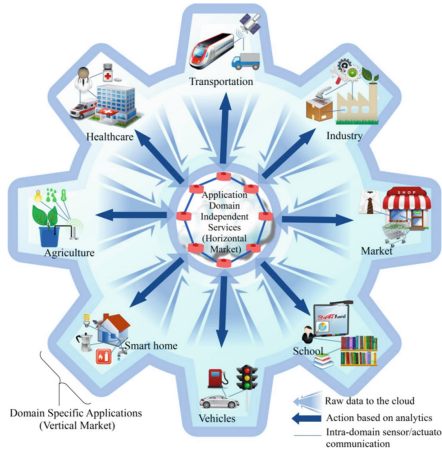 Transportation
Healthcare
Industry
Application
Domain
Independent
Services
(Horizontal
Market)
SHOP
Agriculture
Market
Smart home
School
Vehicles
Domain Specific Applications
(Vertical Market)
Raw data to the cloud
Action based on analytics
Intra-domain sensor/actuato
communication